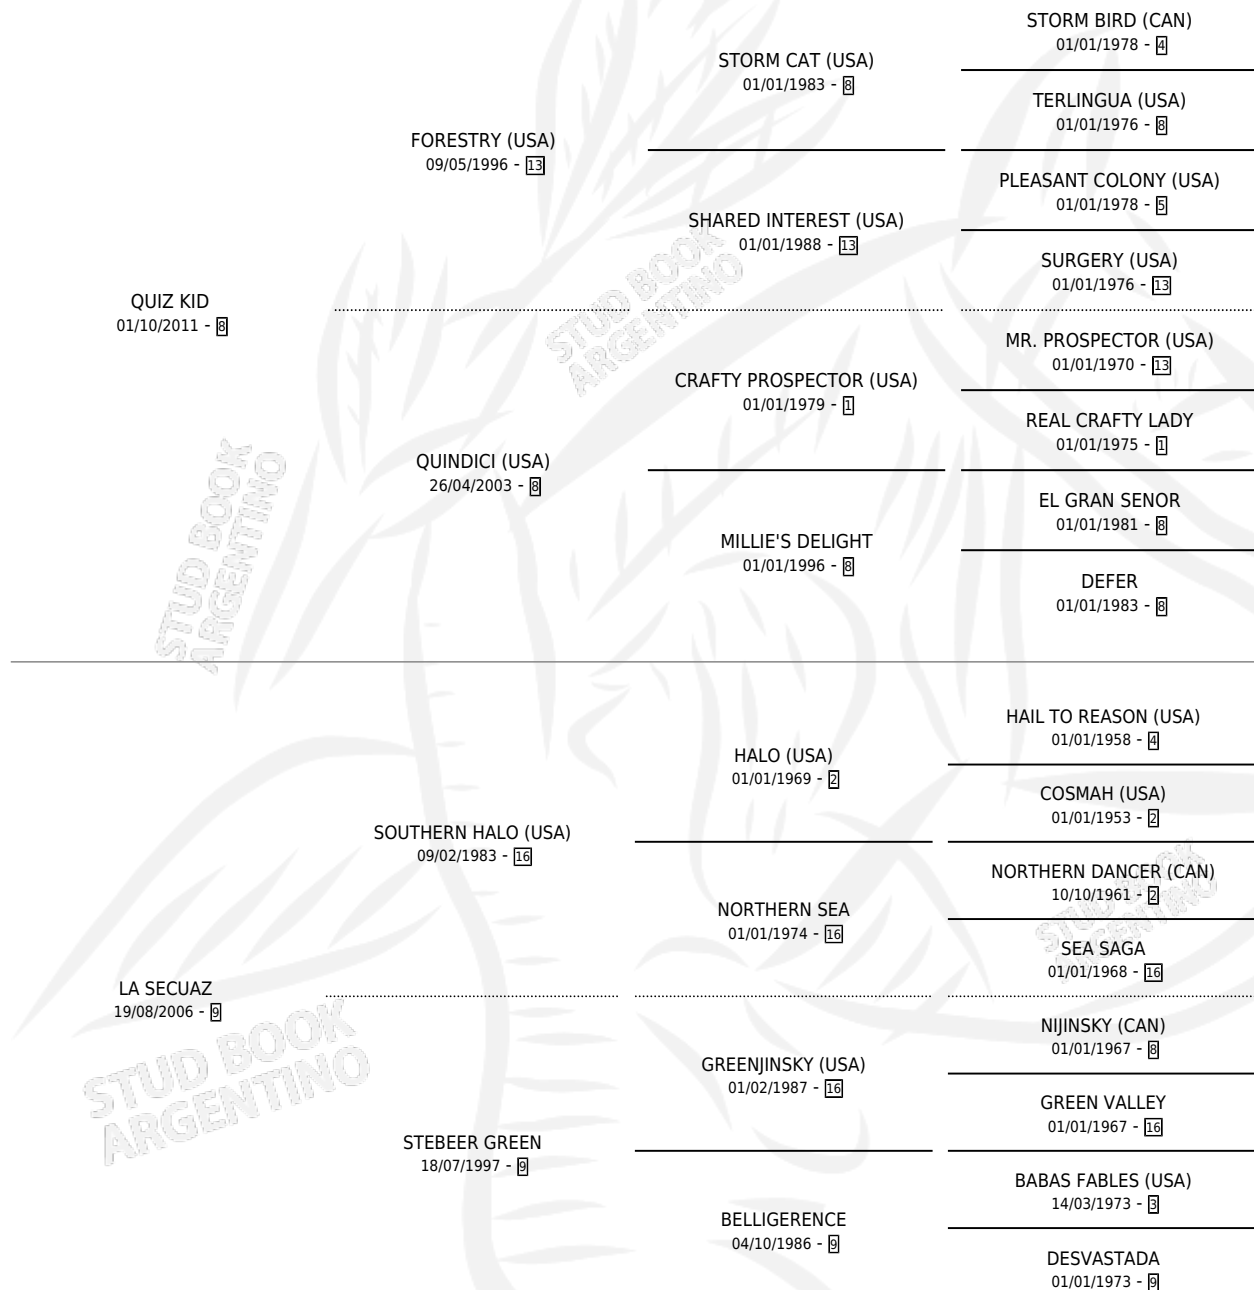 STORM BIRD (CAN)
01/01/1978 - 4
STORM CAT (USA)
01/01/1983 - 8
TERLINGUA (USA)
01/01/1976 - 8
FORESTRY (USA)
09/05/1996 - 13
PLEASANT COLONY (USA)
01/01/1978 - 5
SHARED INTEREST (USA)
01/01/1988 - 13
SURGERY (USA)
01/01/1976 - 13
QUIZ KID
01/10/2011 - 8
MR. PROSPECTOR (USA)
01/01/1970 - 13
CRAFTY PROSPECTOR (USA)
01/01/1979 - 1
REAL CRAFTY LADY
01/01/1975 - 1
QUINDICI (USA)
26/04/2003 - 8
EL GRAN SENOR
01/01/1981 - 8
MILLIE'S DELIGHT
01/01/1996 - 8
DEFER
01/01/1983 - 8
HAIL TO REASON (USA)
01/01/1958 - 4
HALO (USA)
01/01/1969 - 2
COSMAH (USA)
01/01/1953 - 2
SOUTHERN HALO (USA)
09/02/1983 - 16
NORTHERN DANCER (CAN)
10/10/1961 - 2
NORTHERN SEA
01/01/1974 - 16
SEA SAGA
01/01/1968 - 16
LA SECUAZ
19/08/2006 - 9
NIJINSKY (CAN)
01/01/1967 - 8
GREENJINSKY (USA)
01/02/1987 - 16
GREEN VALLEY
01/01/1967 - 16
STEBEER GREEN
18/07/1997 - 9
BABAS FABLES (USA)
14/03/1973 - 3
BELLIGERENCE
04/10/1986 - 9
DESVASTADA
01/01/1973 - 9
STUD BOOK
ARGENTINO
STUD BOOK
ARGENTINO
STUD BOOK
ARGENTINO
STUD BOOK
ARGENTINO